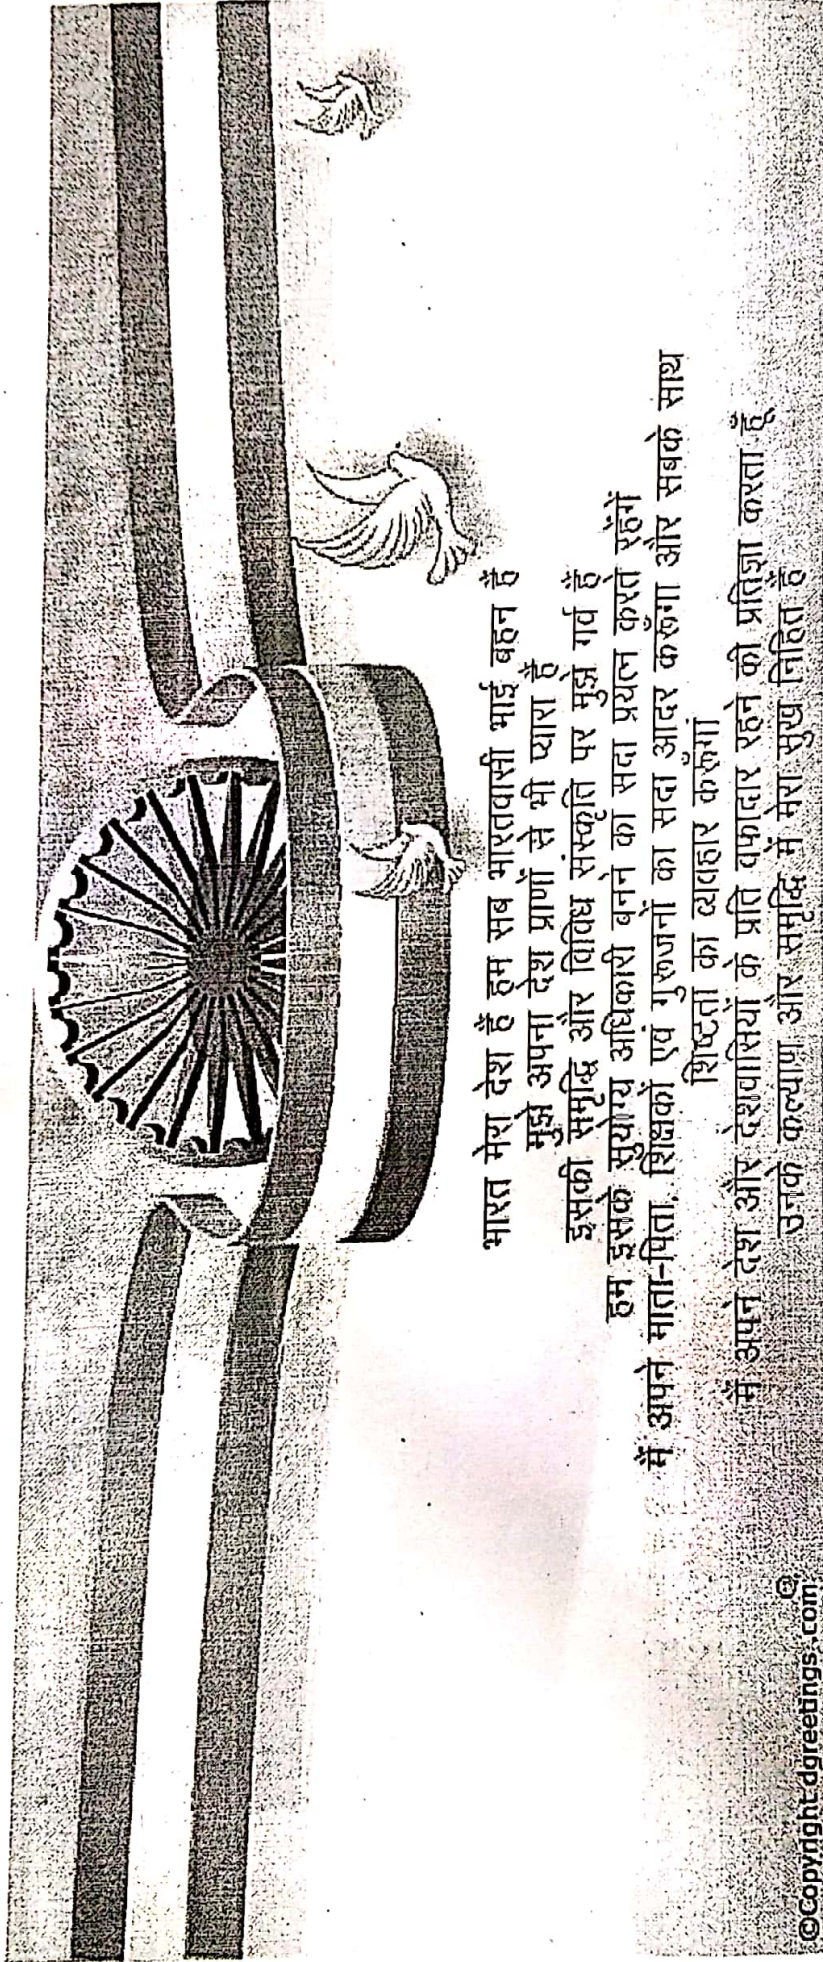 भारत मेरा देश हैं हम सब भारतवासी भाई बहन हैं
मुझे अपना देश प्राणों से भी प्यारा हैं
इसकी समृद्धि और विविध संस्कृति पर मुझे गर्व हैं
हम इसके सुयोग्य अधिकारी बनने का सदा प्रयत्न करते रहेंगें
मैं अपने माता-पिता, शिक्षकों एवं गुरुजनों का सदा आदर करुँगा और सबके साथ
शिष्टता का व्यवहार करुगां
मैं अपने देश और देशवासियों के प्रति वफ़ादार रहने की प्रतिज्ञा करता हूँ
उनके कल्याण और समृद्धि में मेरा सुख निहित हैं
©Copyright:dgreetings.com